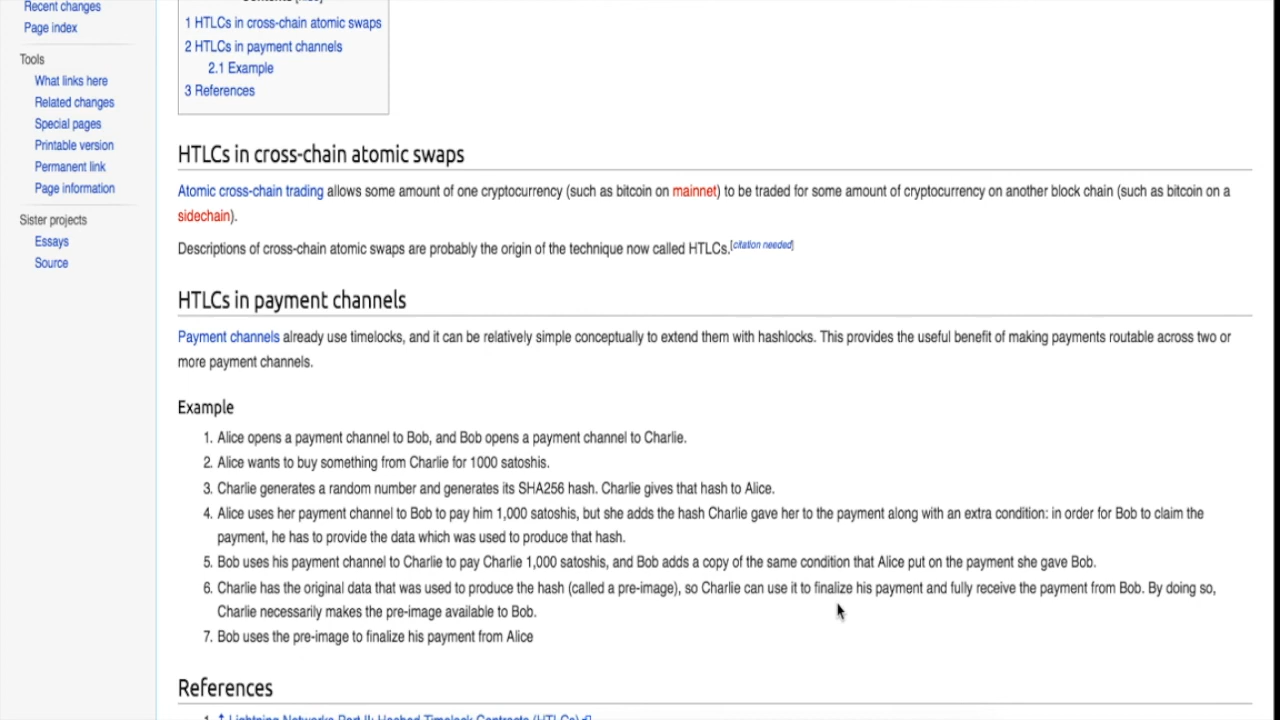 Recent changes
Page index
Tools
What links here
Related changes
Special pages
Printable version
Permanent link
Page information
Sister projects
Essays
Source
1 HTLCs in cross-chain atomic swaps
2 HTLCs in payment channels
2.1 Example
3 References
HTLCs in cross-chain atomic swaps
Atomic cross-chain trading allows some amount of one cryptocurrency (such as bitcoin on mainnet) to be traded for some amount of cryptocurrency on another block chain (such as bitcoin on a
sidechain).
Descriptions of cross-chain atomic swaps are probably the origin of the technique now called HTLCs.[citation needed]
HTLCs in payment channels
Payment channels already use timelocks, and it can be relatively simple conceptually to extend them with hashlocks. This provides the useful benefit of making payments routable across two or
more payment channels.
Example
1. Alice opens a payment channel to Bob, and Bob opens a payment channel to Charlie.
2. Alice wants to buy something from Charlie for 1000 satoshis.
3. Charlie generates a random number and generates its SHA256 hash. Charlie gives that hash to Alice.
4. Alice uses her payment channel to Bob to pay him 1,000 satoshis, but she adds the hash Charlie gave her to the payment along with an extra condition: in order for Bob to claim the
payment, he has to provide the data which was used to produce that hash.
5. Bob uses his payment channel to Charlie to pay Charlie 1,000 satoshis, and Bob adds a copy of the same condition that Alice put on the payment she gave Bob.
6. Charlie has the original data that was used to produce the hash (called a pre-image), so Charlie can use it to finalize his payment and fully receive the payment from Bob. By doing so,
Charlie necessarily makes the pre-image available to Bob.
7. Bob uses the pre-image to finalize his payment from Alice
References
1. ↑ Lightning Networks Part II: Hashed Timelock Contracts (HTLCs)